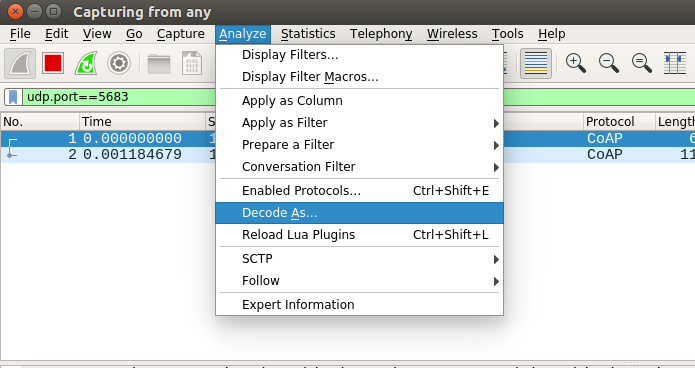 Capturing from any
File Edit View Go Capture Analyze Statistics Telephony Wireless Tools Help
Display Filters...
Display Filter Macros...
udp.port==5683
Apply as Column
No. Time S Protocol Length
Apply as Filter
1 0.000000000 1 CoAP 6
Prepare a Filter
2 0.001184679 1 CoAP 11
Conversation Filter
Enabled Protocols... Ctrl+Shift+E
Decode As...
Reload Lua Plugins Ctrl+Shift+L
SCTP
Follow
Expert Information